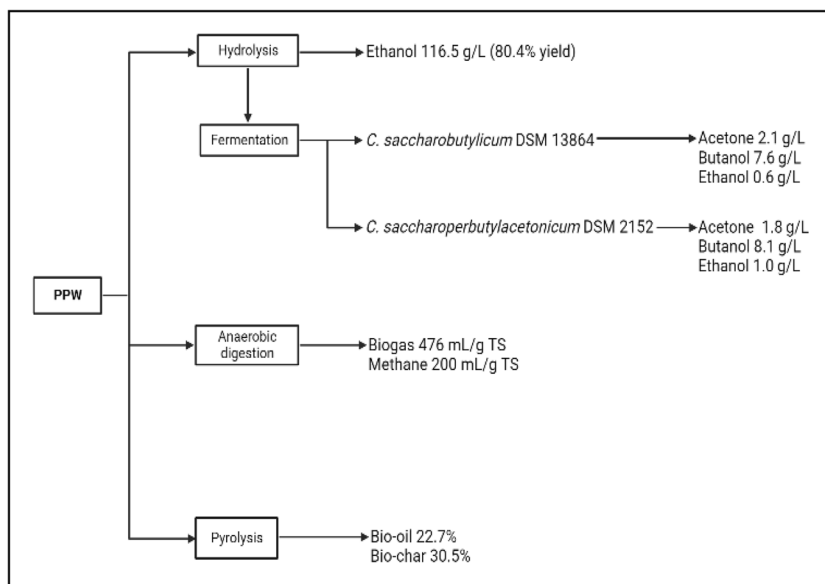 Hydrolysis
Ethanol 116.5 g/L (80.4% yield)
Fermentation
C. saccharobutylicum DSM 13864
Acetone 2.1 g/L
Butanol 7.6 g/L
Ethanol 0.6 g/L
C. saccharoperbutylacetonicum DSM 2152
Acetone 1.8 g/L
Butanol 8.1 g/L
Ethanol 1.0 g/L
PPW
Anaerobic
digestion
Biogas 476 mL/g TS
Methane 200 mL/g TS
Pyrolysis
Bio-oil 22.7%
Bio-char 30.5%